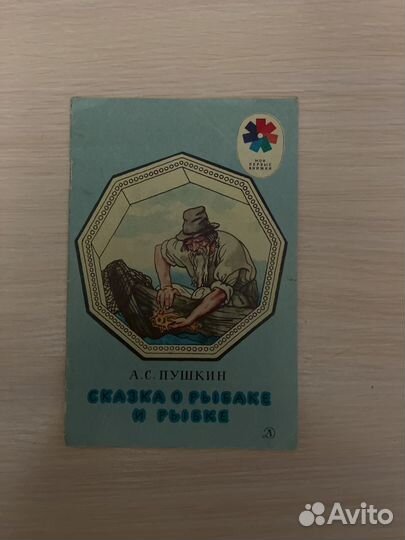 МОИ
ПЕРВЫЕ
КНИЖКИ
А.С.ПУШКИН
СКАЗКА О РЫБАКЕ
И РЫБКЕ
Д
Avito